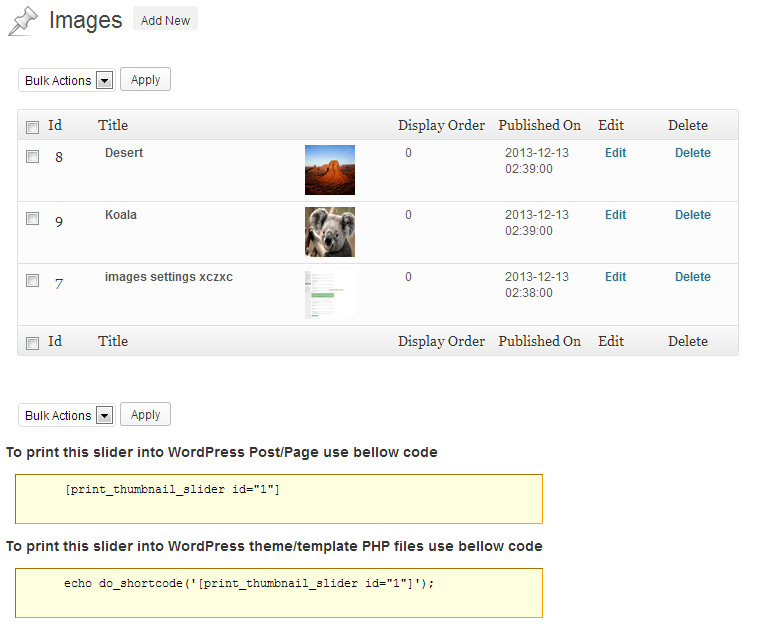 Images Add New
Bulk Actions Apply
Id Title Display Order Published On Edit Delete
8 Desert 0 2013-12-13 Edit Delete
02:39:00
9 Koala 0 2013-12-13 Edit Delete
02:39:00
7 images settings xczxc 0 2013-12-13 Edit Delete
02:38:00
Id Title Display Order Published On Edit Delete
Bulk Actions Apply
To print this slider into WordPress Post/Page use bellow code
[print_thumbnail_slider id="1"]
To print this slider into WordPress theme/template PHP files use bellow code
echo do_shortcode('[print_thumbnail_slider id="1"]');